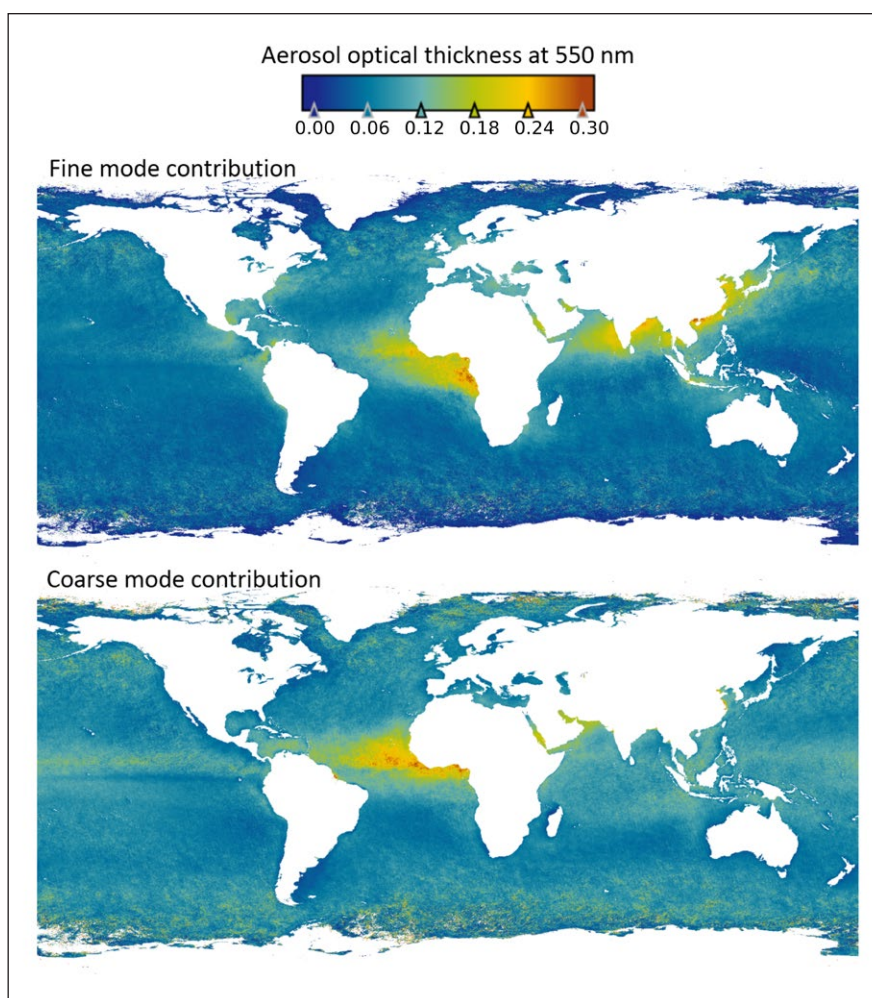 Aerosol optical thickness at 550 nm
0.00 0.06 0.12 0.18 0.24 0.30
Fine mode contribution
Coarse mode contribution